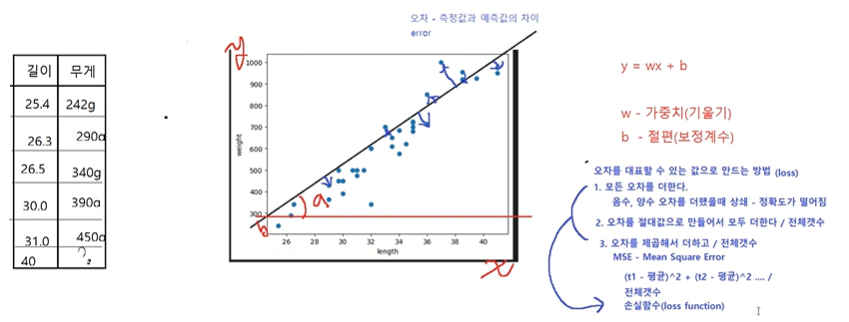 오차 - 측정값과 예측값의 차이
error
길이 무게
25.4 242g
26.3 290g
26.5 340g
30.0 390g
31.0 450g
40 ?
y
1000
900
800
700
600
500
400
300
weight
a
b
26 28 30 32 34 36 38 40
length
x
y = wx + b
w - 가중치(기울기)
b - 절편(보정계수)
오차를 대표할 수 있는 값으로 만드는 방법 (loss)
1. 모든 오차를 더한다.
음수, 양수 오차를 더했을때 상쇄 - 정확도가 떨어짐
2. 오차를 절대값으로 만들어서 모두 더한다 / 전체갯수
3. 오차를 제곱해서 더하고 / 전체갯수
MSE - Mean Square Error
(t1 - 평균)^2 + (t2 - 평균)^2 .... /
전체갯수
손실함수(loss function)